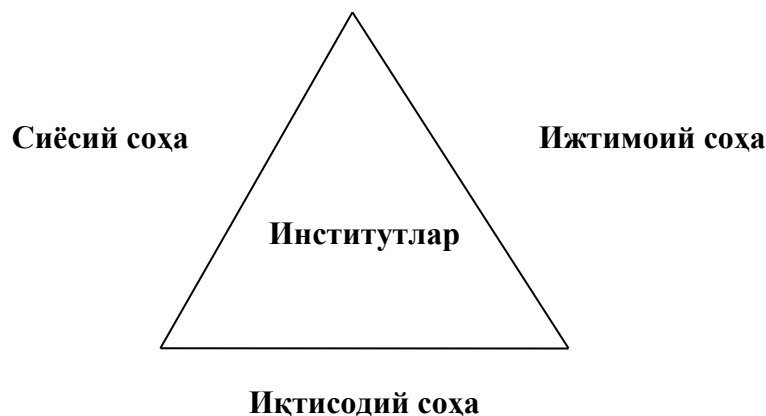 Сиёсий соҳа
Ижтимоий соҳа
Институтлар
Иқтисодий соҳа